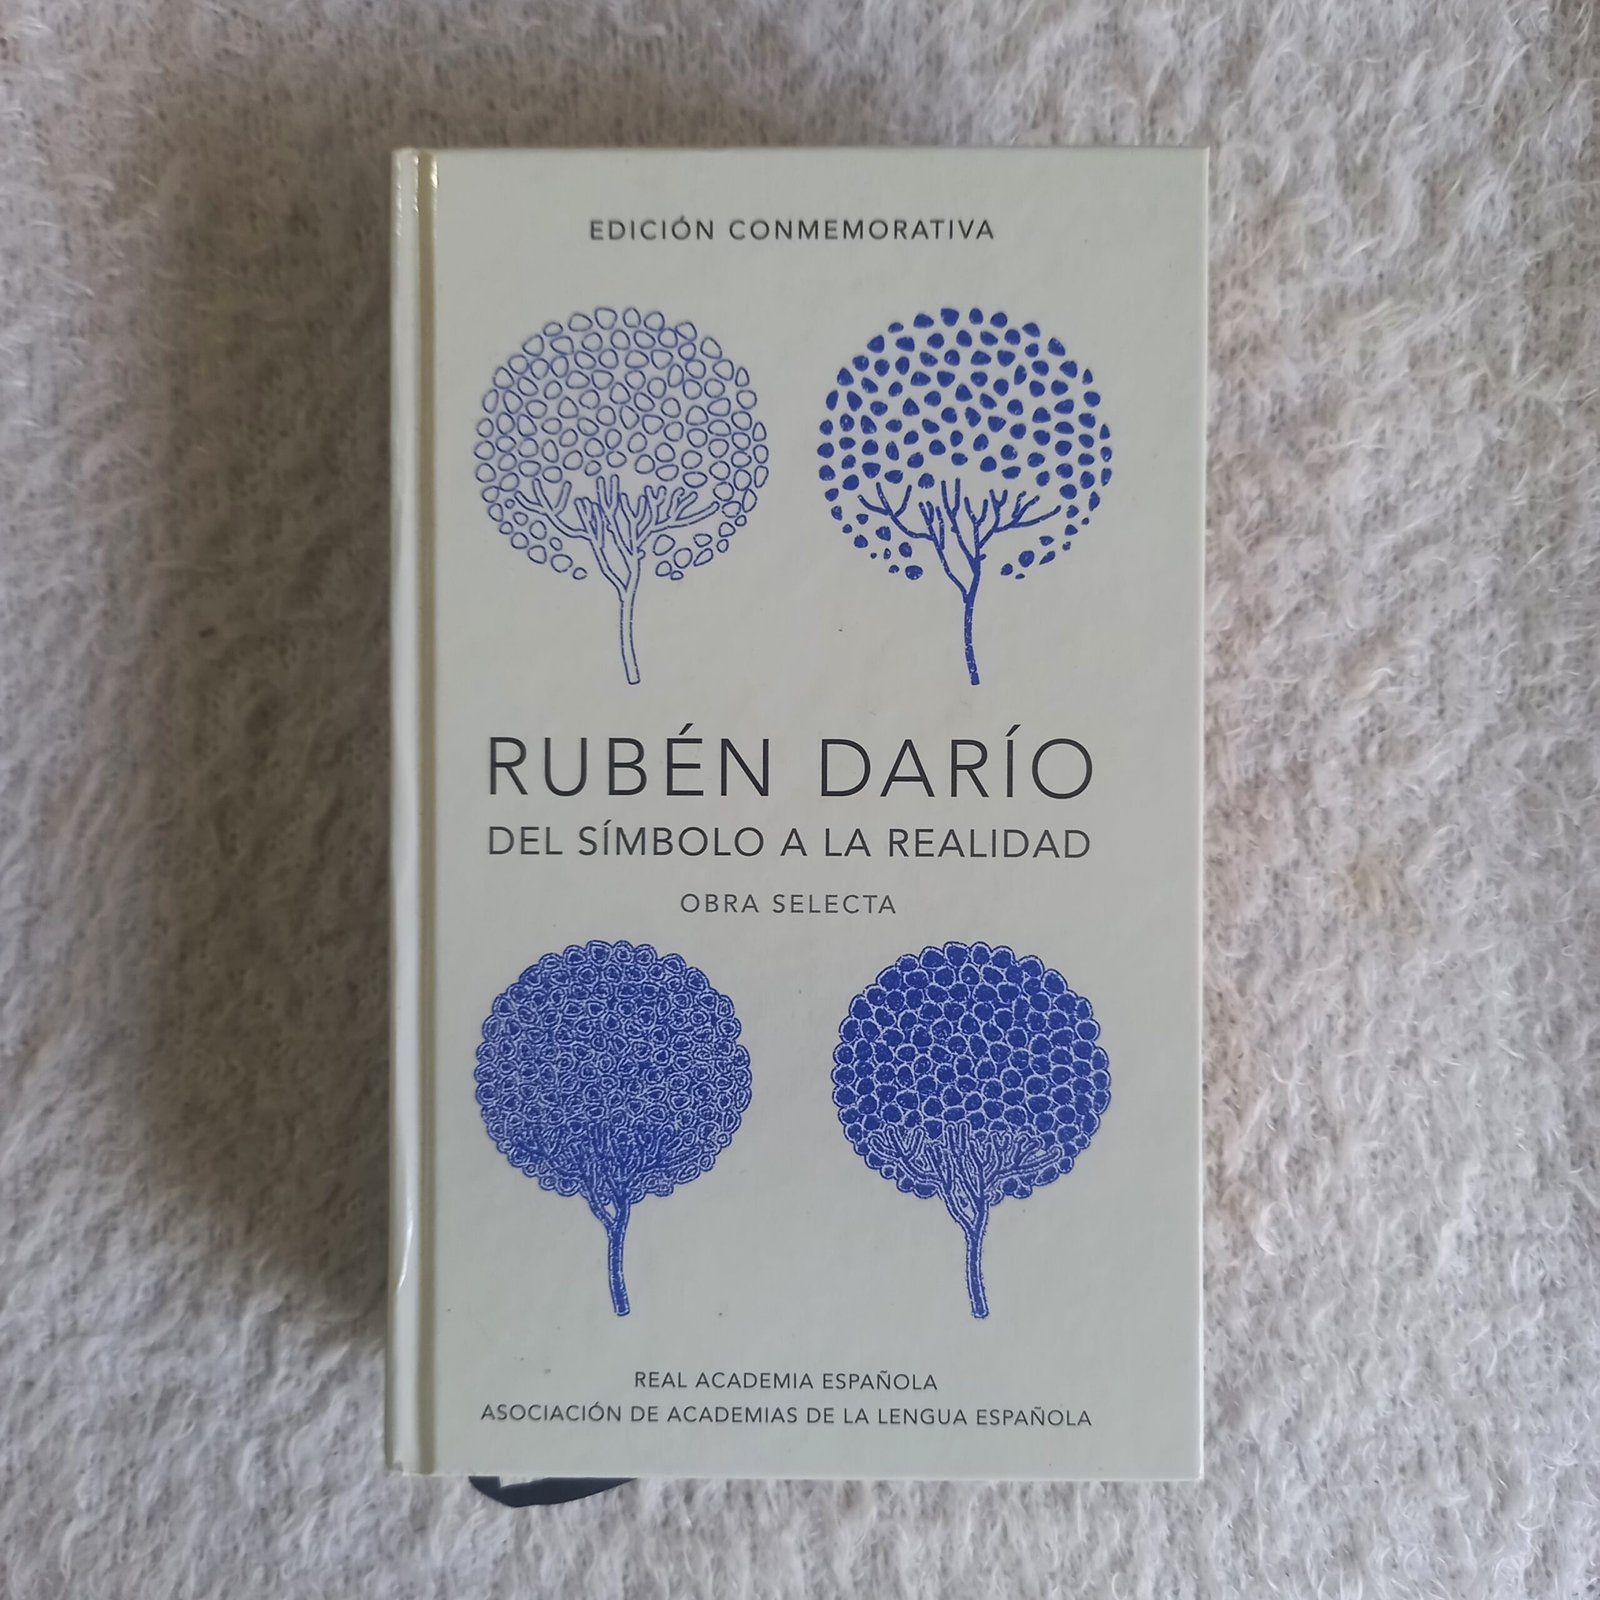 EDICIÓN CONMEMORATIVA
RUBÉN DARÍO
DEL SÍMBOLO A LA REALIDAD
OBRA SELECTA
REAL ACADEMIA ESPAÑOLA
ASOCIACIÓN DE ACADEMIAS DE LA LENGUA ESPAÑOLA